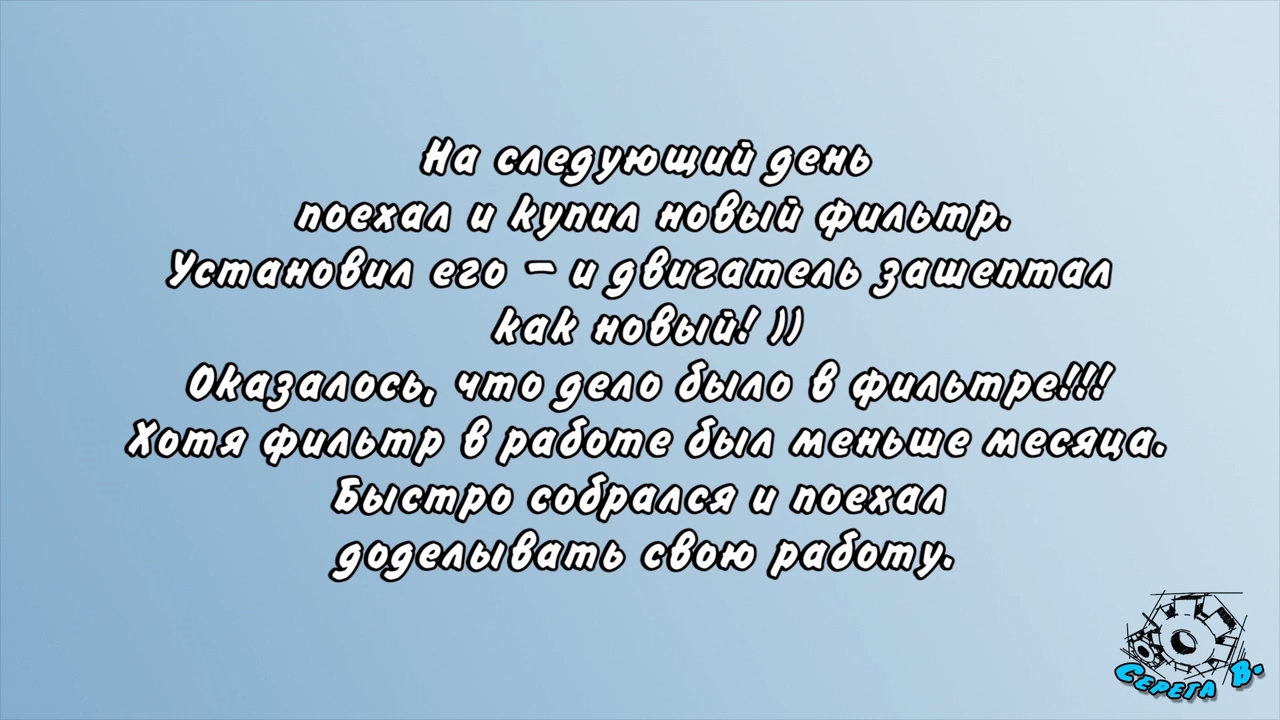 На следующий день
поехал и купил новый фильтр.
Установил его – и двигатель зашептал
как новый! ))
Оказалось, что дело было в фильтре!!!
Хотя фильтр в работе был меньше месяца.
Быстро собрался и поехал
доделывать свою работу.
Серега В.